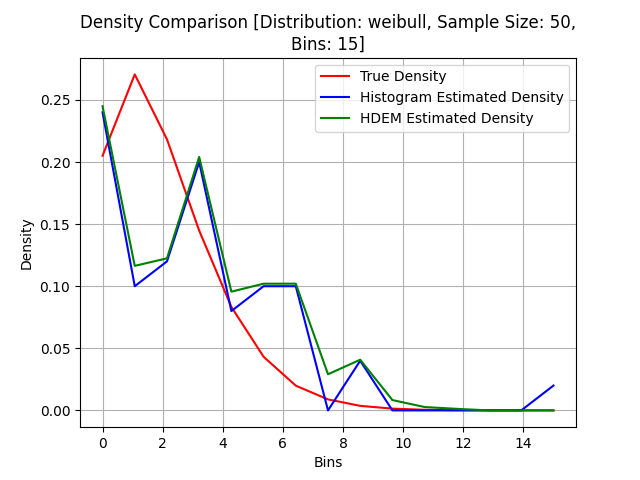 Density Comparison [Distribution: weibull, Sample Size: 50,
Bins: 15]
True Density
Histogram Estimated Density
HDEM Estimated Density
Density
0.25
0.20
0.15
0.10
0.05
0.00
0 2 4 6 8 10 12 14
Bins